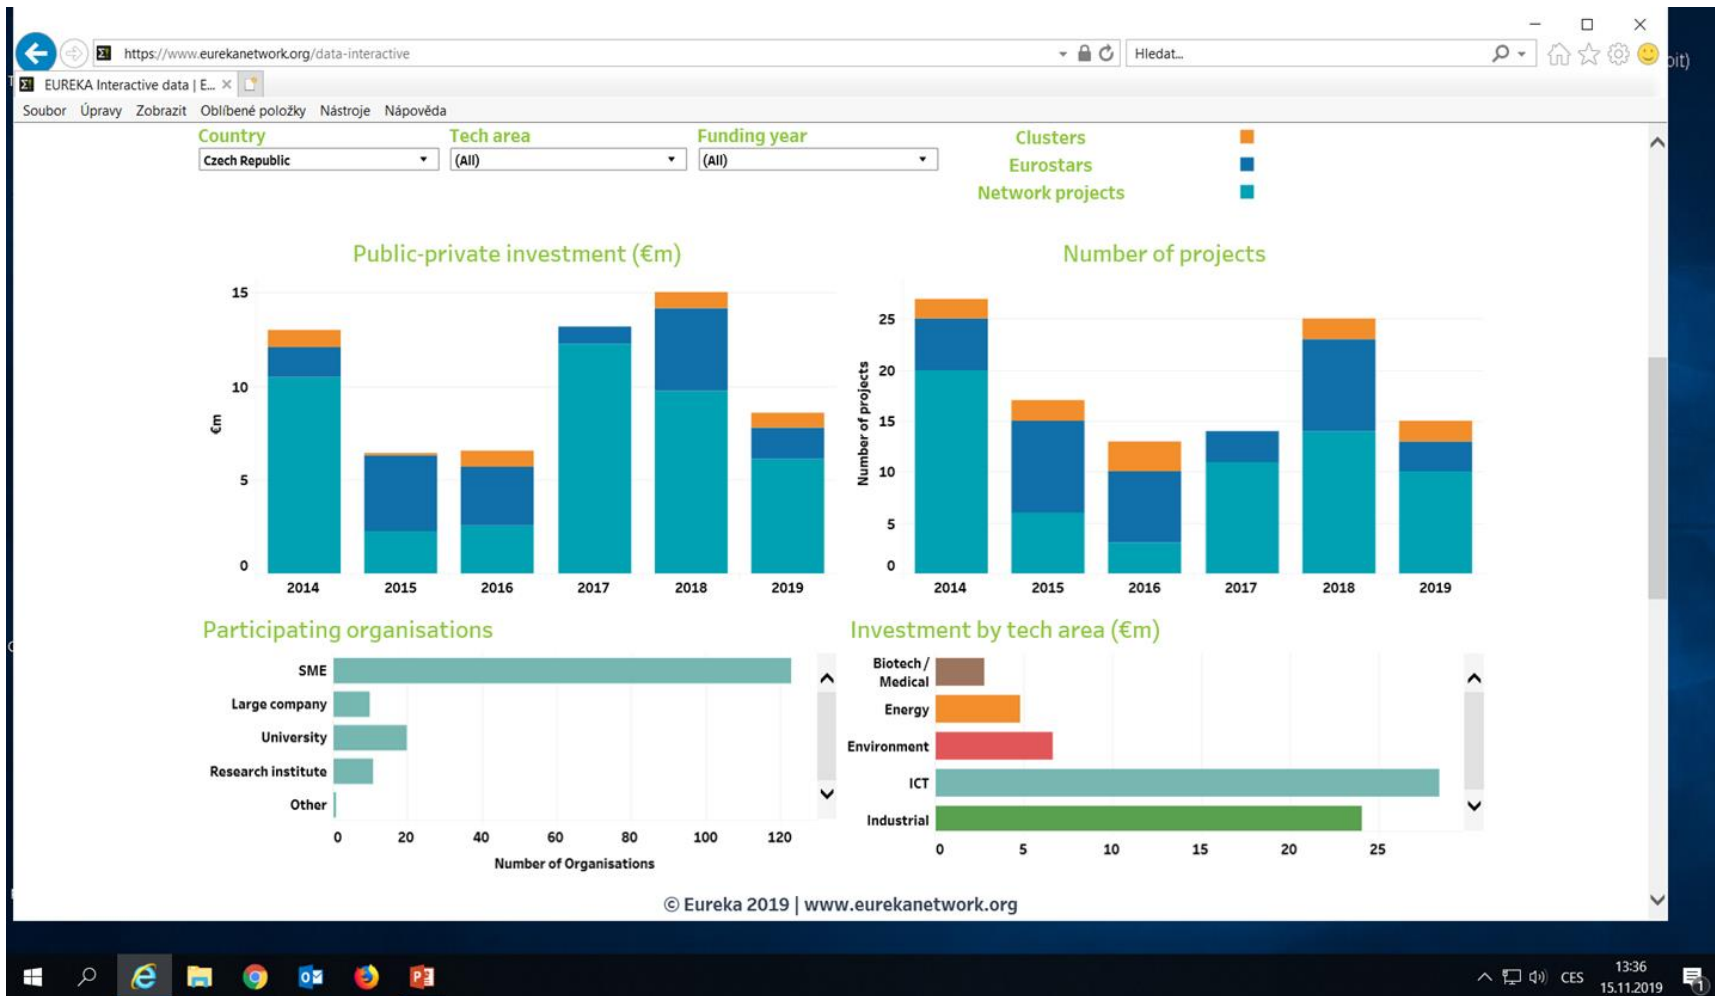 https://www.eurekanetwork.org/data-interactive
Hledat...
EUREKA Interactive data | E...
Soubor Úpravy Zobrazit Oblíbené položky Nástroje Nápověda
Country Tech area Funding year
Czech Republic (All) (All)
Clusters
Eurostars
Network projects
Public-private investment (€m)
15
10
5
0
€m
2014 2015 2016 2017 2018 2019
Number of projects
25
20
15
10
5
0
Number of projects
2014 2015 2016 2017 2018 2019
Participating organisations
SME
Large company
University
Research institute
Other
0 20 40 60 80 100 120
Number of Organisations
Investment by tech area (€m)
Biotech /
Medical
Energy
Environment
ICT
Industrial
0 5 10 15 20 25
© Eureka 2019 | www.eurekanetwork.org
CES
13:36
15.11.2019
1